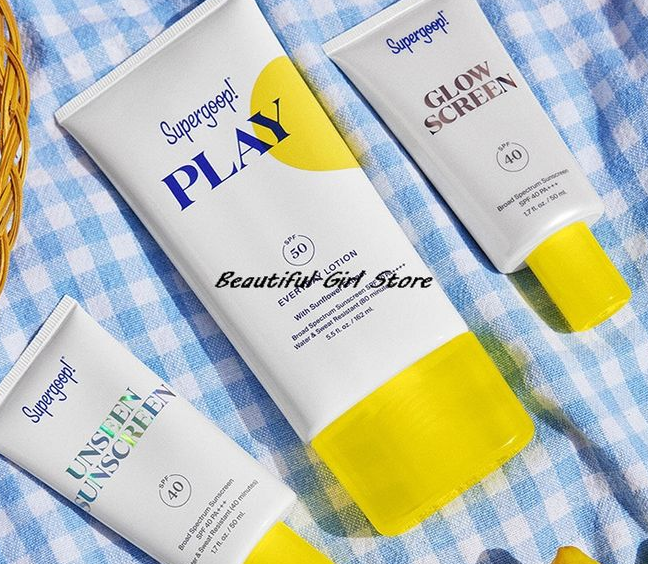 Supergoop!
PLAY
SPF
50
EVERYDAY LOTION
With Sunflower
Broad Spectrum Sunscreen
Water & Sweat Resistant (80 minutes)
5.5 fl. oz. / 162 ml.
Supergoop!
GLOW
SCREEN
SPF
40
Broad Spectrum Sunscreen
SPF 40 PA+++
1.7 fl. oz. / 50 ml.
Beautiful Girl Store
Supergoop!
UNSEEN
SUNSCREEN
SPF
40
Broad Spectrum Sunscreen
SPF 40 PA+++
& Sweat Resistant (40 minutes)
1.7 fl. oz. / 50 ml.